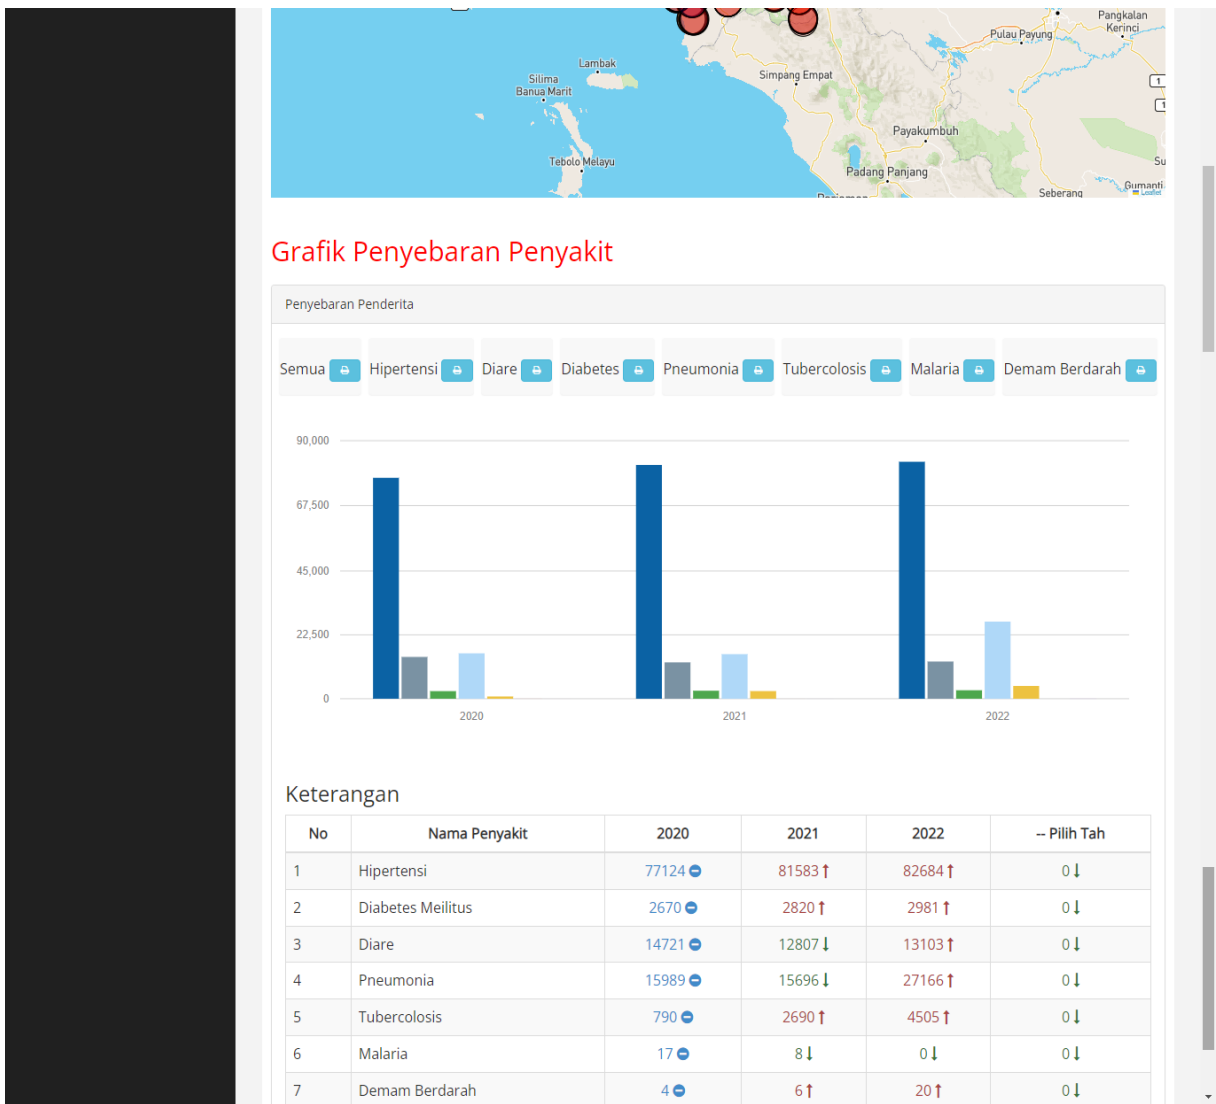 Pangkalan
Kerinci
Pulau Payung
Lambak
Silima
Banua Marit
Simpang Empat
1
1
Payakumbuh
Tebolo Melayu
Padang Panjang
Su
Gumanti
Seberang
Leaflet
Grafik Penyebaran Penyakit
Penyebaran Penderita
Semua Hipertensi Diare Diabetes Pneumonia Tubercolosis Malaria Demam Berdarah
90,000
67,500
45,000
22,500
0
2020 2021 2022
Keterangan
No Nama Penyakit 2020 2021 2022 -- Pilih Tah
1 Hipertensi 77124 81583 82684 0
2 Diabetes Meilitus 2670 2820 2981 0
3 Diare 14721 12807 13103 0
4 Pneumonia 15989 15696 27166 0
5 Tubercolosis 790 2690 4505 0
6 Malaria 17 8 0 0
7 Demam Berdarah 4 6 20 0